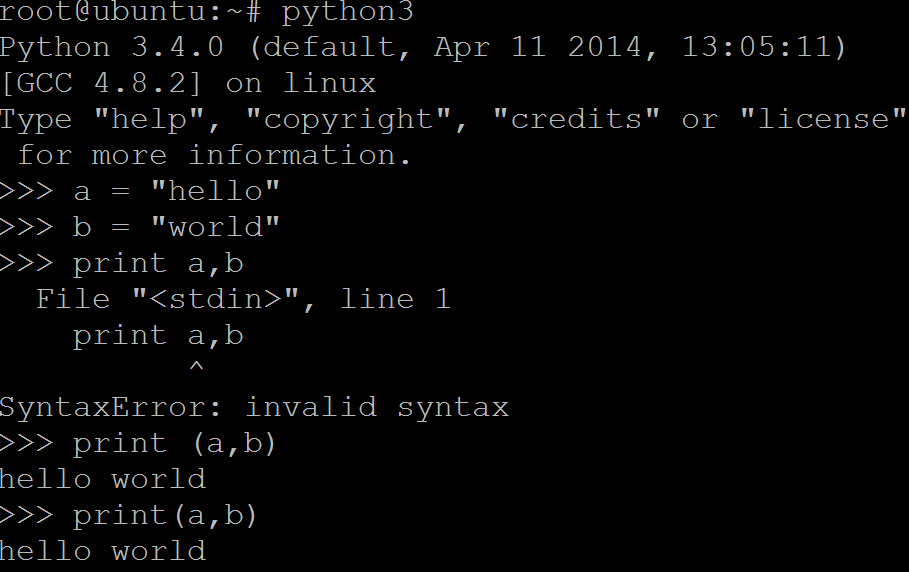 root@ubuntu:~# python3
Python 3.4.0 (default, Apr 11 2014, 13:05:11)
[GCC 4.8.2] on linux
Type "help", "copyright", "credits" or "license"
 for more information.
>>> a = "hello"
>>> b = "world"
>>> print a,b
  File "<stdin>", line 1
    print a,b
          ^
SyntaxError: invalid syntax
>>> print (a,b)
hello world
>>> print(a,b)
hello world